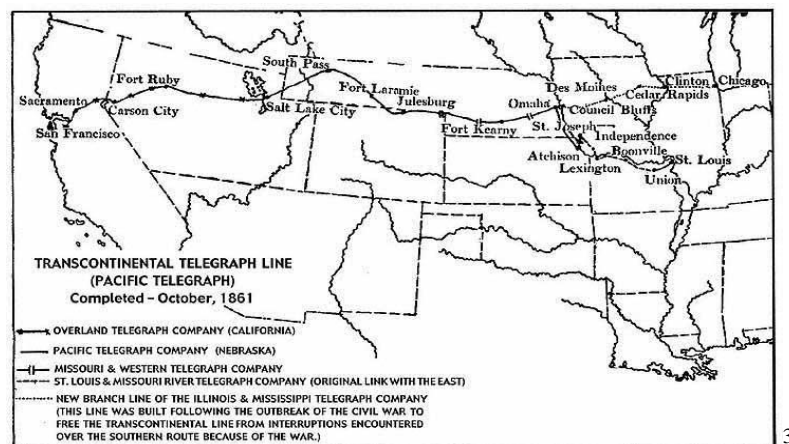 South Pass
Clinton
Chicago
Fort Ruby
Fort Laramie
Des Moines
Cedar Rapids
Sacramento
Carson City
Salt Lake City
Julesburg
Omaha
Council Bluffs
San Francisco
Fort Kearny
St. Joseph
Independence
Boonville
St. Louis
Atchison
Lexington
Union
TRANSCONTINENTAL TELEGRAPH LINE
(PACIFIC TELEGRAPH)
Completed – October, 1861
OVERLAND TELEGRAPH COMPANY (CALIFORNIA)
PACIFIC TELEGRAPH COMPANY (NEBRASKA)
MISSOURI & WESTERN TELEGRAPH COMPANY
ST. LOUIS & MISSOURI RIVER TELEGRAPH COMPANY (ORIGINAL LINK WITH THE EAST)
NEW BRANCH LINE OF THE ILLINOIS & MISSISSIPPI TELEGRAPH COMPANY
(THIS LINE WAS BUILT FOLLOWING THE OUTBREAK OF THE CIVIL WAR TO
FREE THE TRANSCONTINENTAL LINE FROM INTERRUPTIONS ENCOUNTERED
OVER THE SOUTHERN ROUTE BECAUSE OF THE WAR.)
3